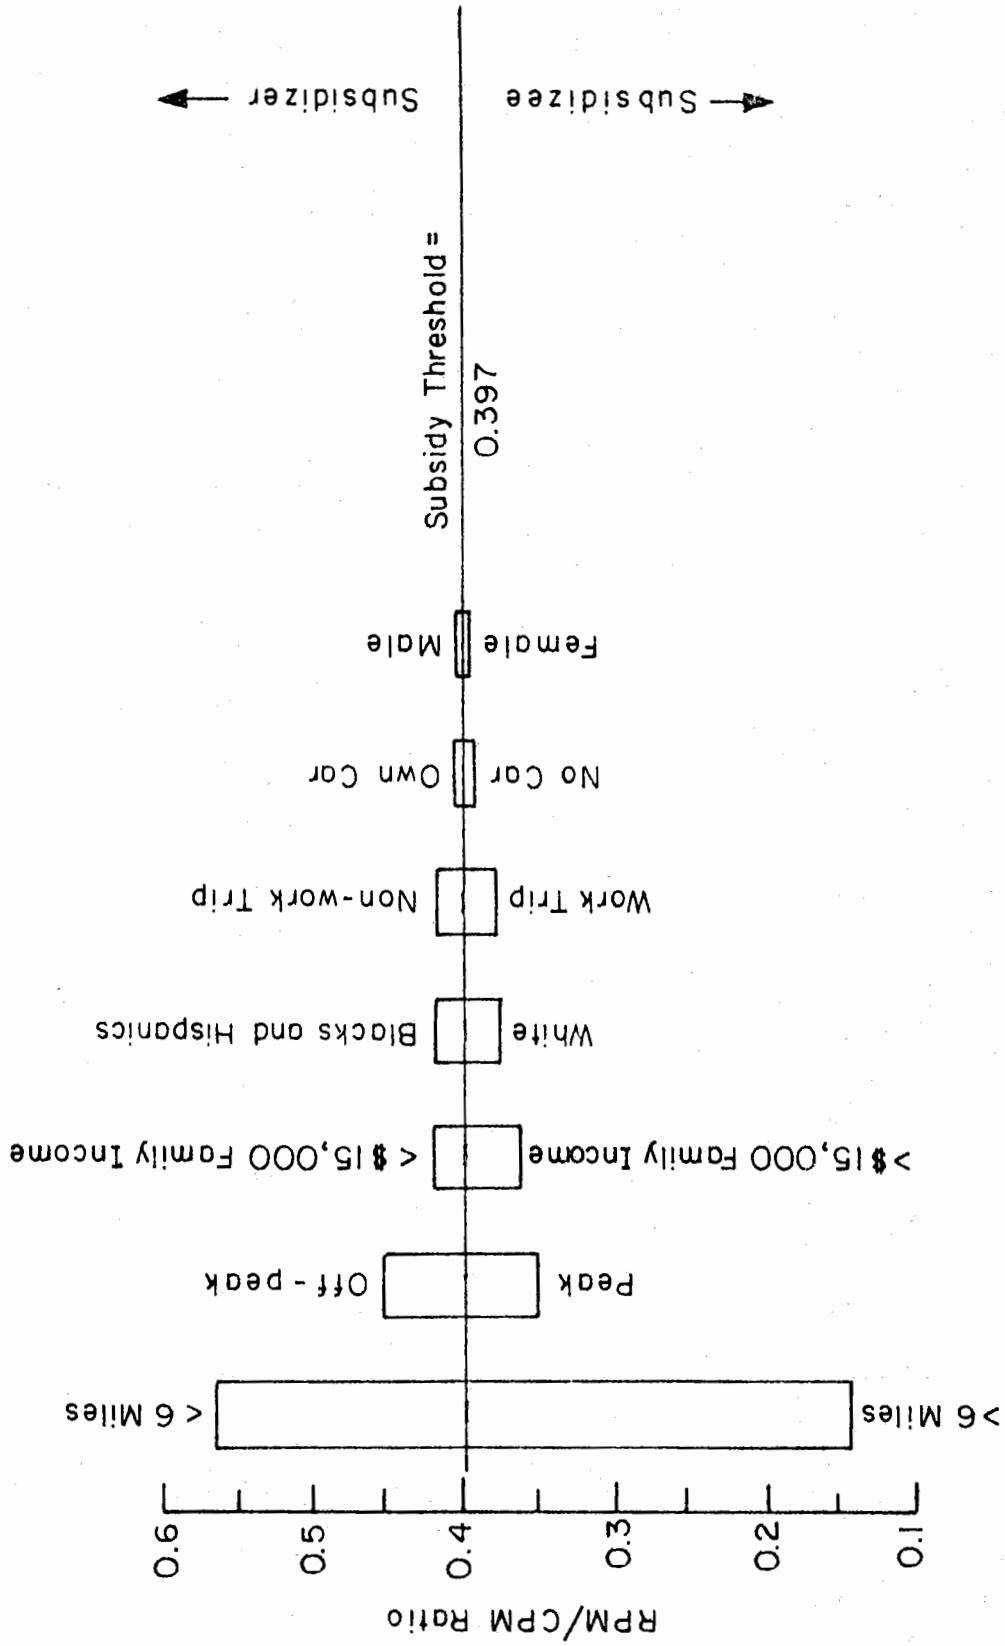 RPM/CPM Ratio
0.6
0.5
0.4
0.3
0.2
0.1
< 6 Miles
>6 Miles
Off-peak
Peak
< $15,000 Family Income
>$15,000 Family Income
Blacks and Hispanics
White
Non-work Trip
Work Trip
Own Car
No Car
Male
Female
Subsidy Threshold =
0.397
Subsidizer
Subsidizee